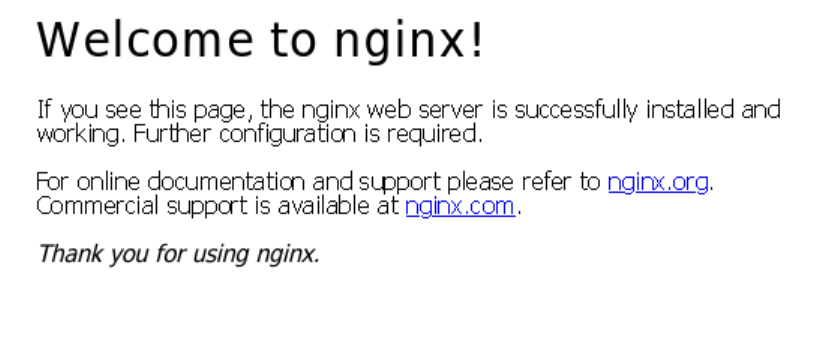 Welcome to nginx!
If you see this page, the nginx web server is successfully installed and
working. Further configuration is required.
For online documentation and support please refer to nginx.org.
Commercial support is available at nginx.com.
Thank you for using nginx.